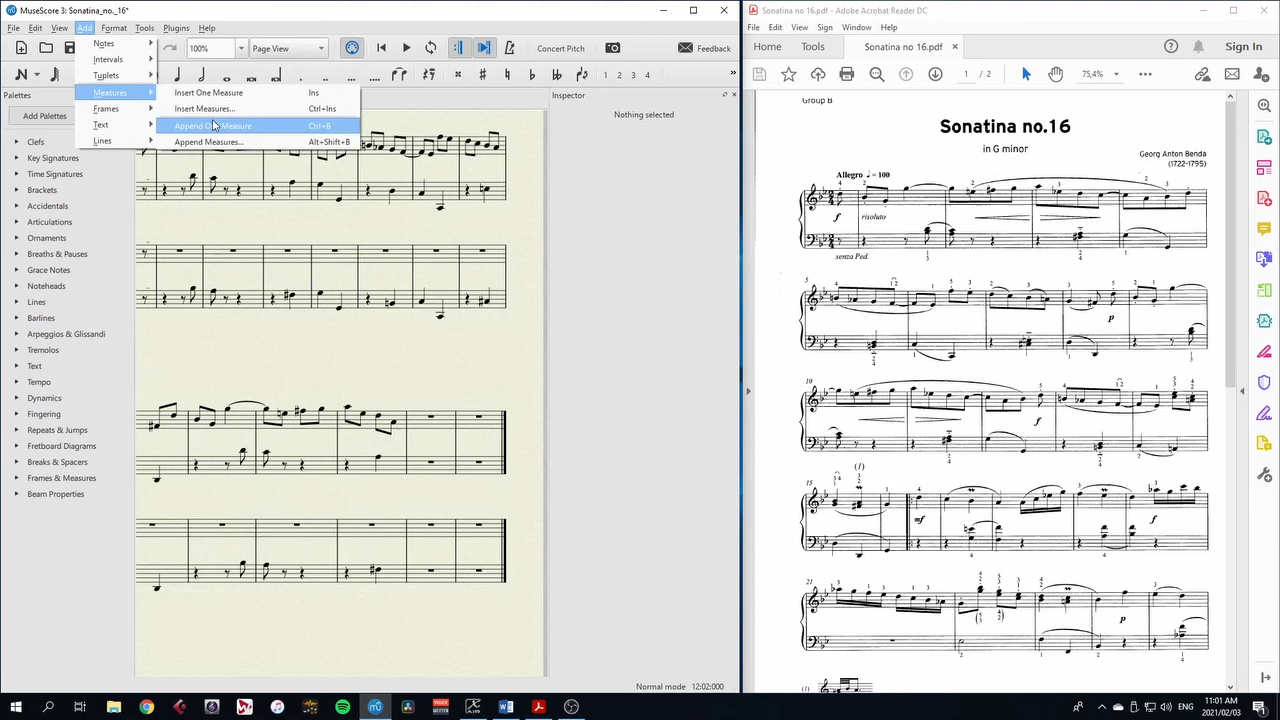 MuseScore 3: Sonatina_no._16*
File Edit View Add Format Tools Plugins Help
100% Page View Concert Pitch Feedback
Notes
Intervals
Tuplets
Measures
Frames
Text
Lines
Insert One Measure Ins
Insert Measures... Ctrl+Ins
Append One Measure Ctrl+B
Append Measures... Alt+Shift+B
Palettes
Add Palettes
Clefs
Key Signatures
Time Signatures
Brackets
Accidentals
Articulations
Ornaments
Breaths & Pauses
Grace Notes
Noteheads
Lines
Barlines
Arpeggios & Glissandi
Tremolos
Text
Tempo
Dynamics
Fingering
Repeats & Jumps
Fretboard Diagrams
Breaks & Spacers
Frames & Measures
Beam Properties
Inspector
Nothing selected
Normal mode 12:02:000
Sonatina no 16.pdf - Adobe Acrobat Reader DC
File Edit View Sign Window Help
Home Tools Sonatina no 16.pdf Sign In
1 / 2 75,4%
Group B
Sonatina no.16
in G minor
Georg Anton Benda
(1722-1795)
Allegro ♩ = 100
f risoluto
senza Ped.
5
p
10
f
15
(1)
mf
f
21
p
(1)
ENG 11:01 AM
2021/02/03